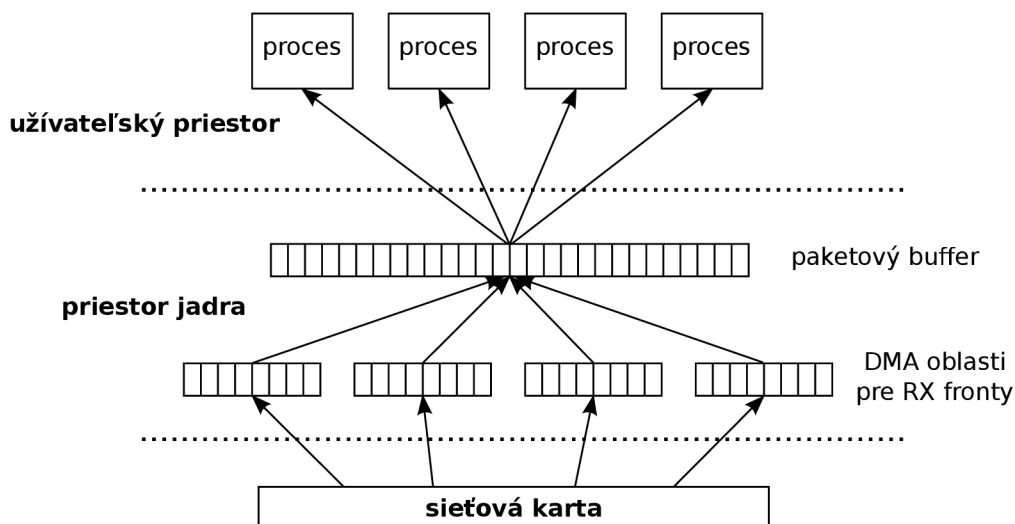 proces
proces
proces
proces
užívateľský priestor
paketový buffer
priestor jadra
DMA oblasti
pre RX fronty
sieťová karta